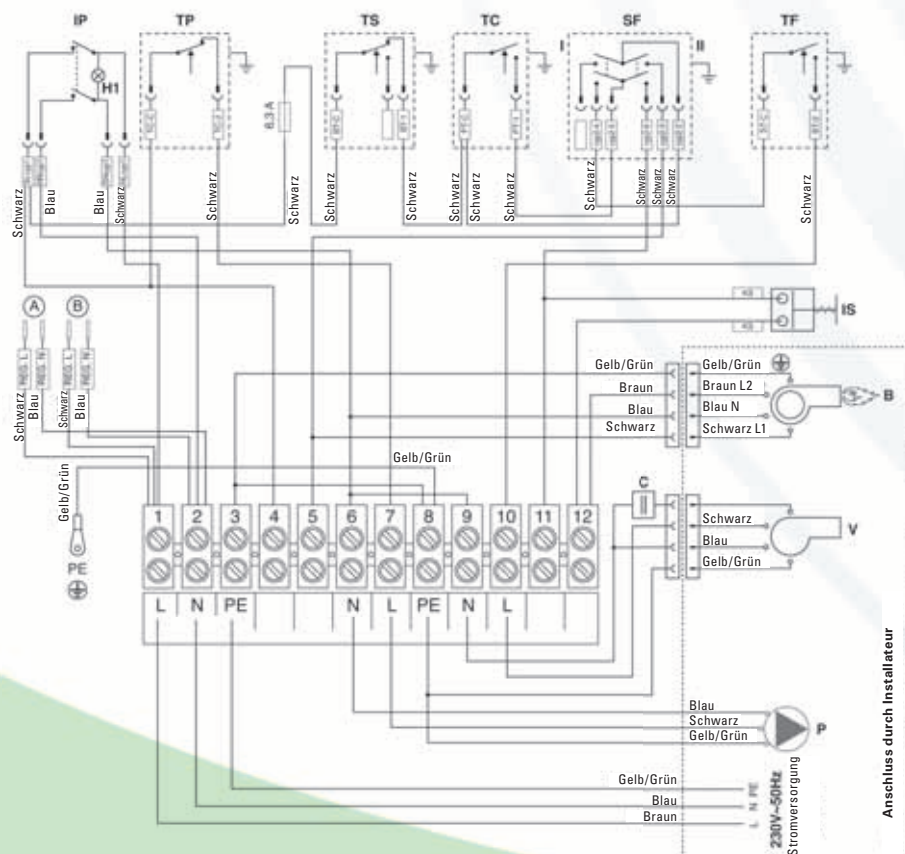 IP TP TS TC SF TF
I II
H1
6.3 A
Schwarz Blau Blau Schwarz Schwarz Schwarz Schwarz Schwarz Schwarz Schwarz Schwarz Schwarz Schwarz Schwarz Schwarz
A B
REG. L REG. N REG. L REG. N
IS
Schwarz Blau Schwarz Blau
Gelb/Grün Gelb/Grün
Braun Braun L2 B
Blau Blau N
Schwarz Schwarz L1
Gelb/Grün
Gelb/Grün
PE
C
1 2 3 4 5 6 7 8 9 10 11 12
Schwarz V
Blau
Gelb/Grün
L N PE N L PE N L
Blau
Schwarz P
Gelb/Grün
Gelb/Grün PE
Blau N
Braun L
230V~50Hz
Stromversorgung
Anschluss durch Installateur